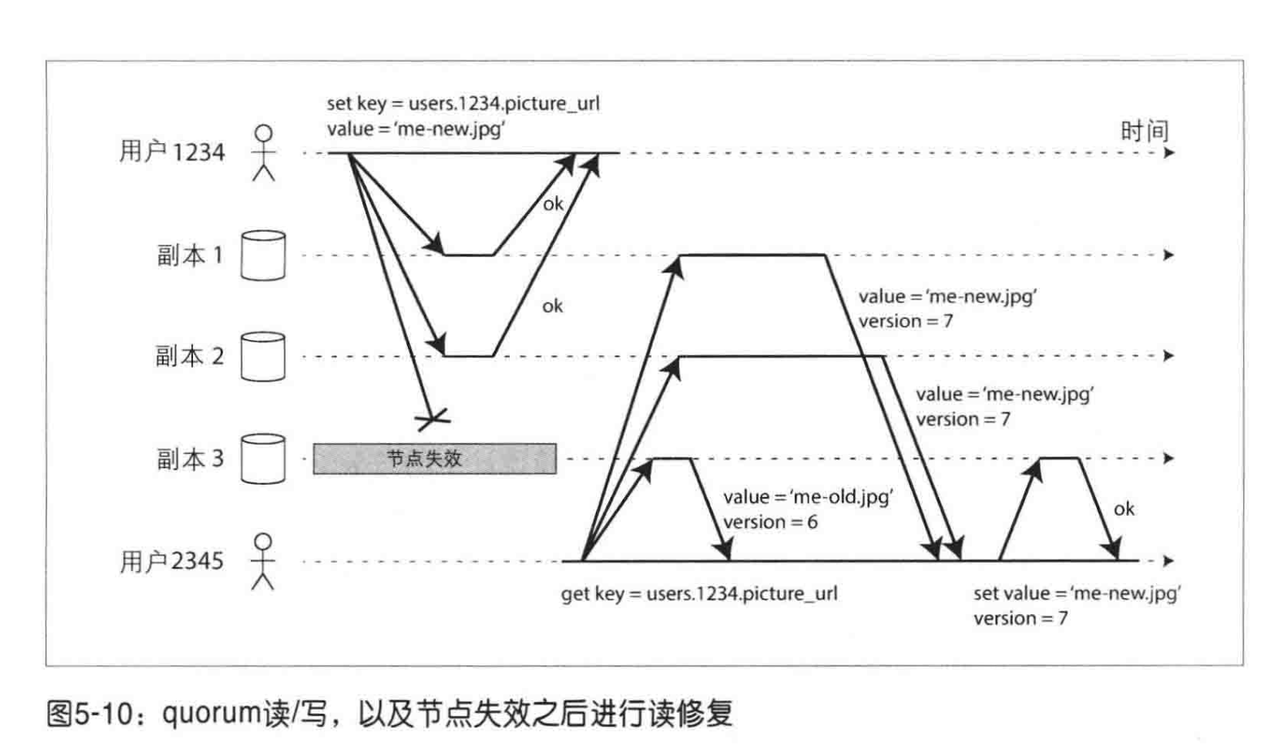 set key = users.1234.picture_url
value = 'me-new.jpg'
时间
用户1234
ok
副本1
ok
value = 'me-new.jpg'
version = 7
副本2
value = 'me-new.jpg'
version = 7
副本3
节点失效
value = 'me-old.jpg'
version = 6
ok
用户2345
get key = users.1234.picture_url
set value = 'me-new.jpg'
version = 7
图5-10：quorum读/写，以及节点失效之后进行读修复